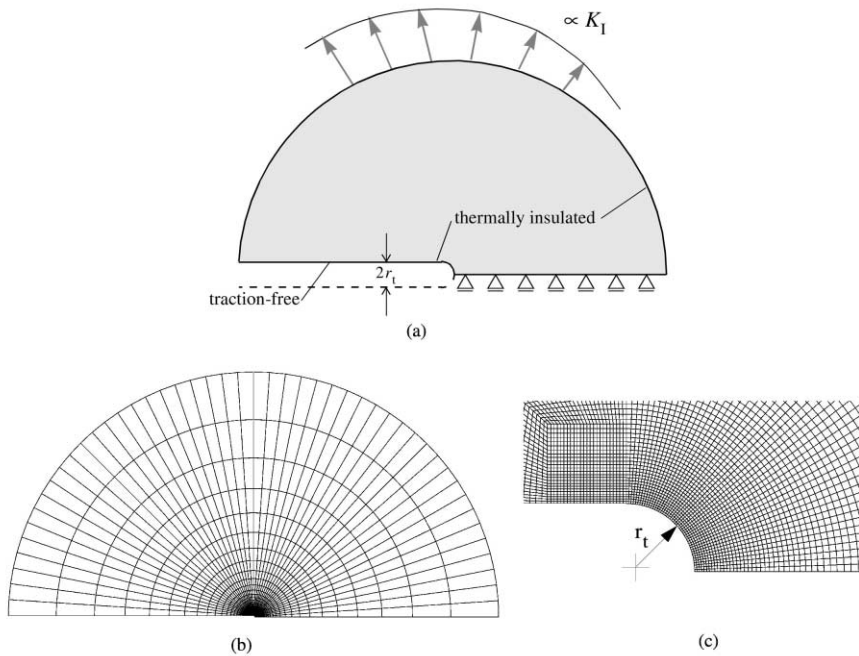 ∝ K_I
thermally insulated
2r_t
traction-free
(a)
r_t
(b)
(c)